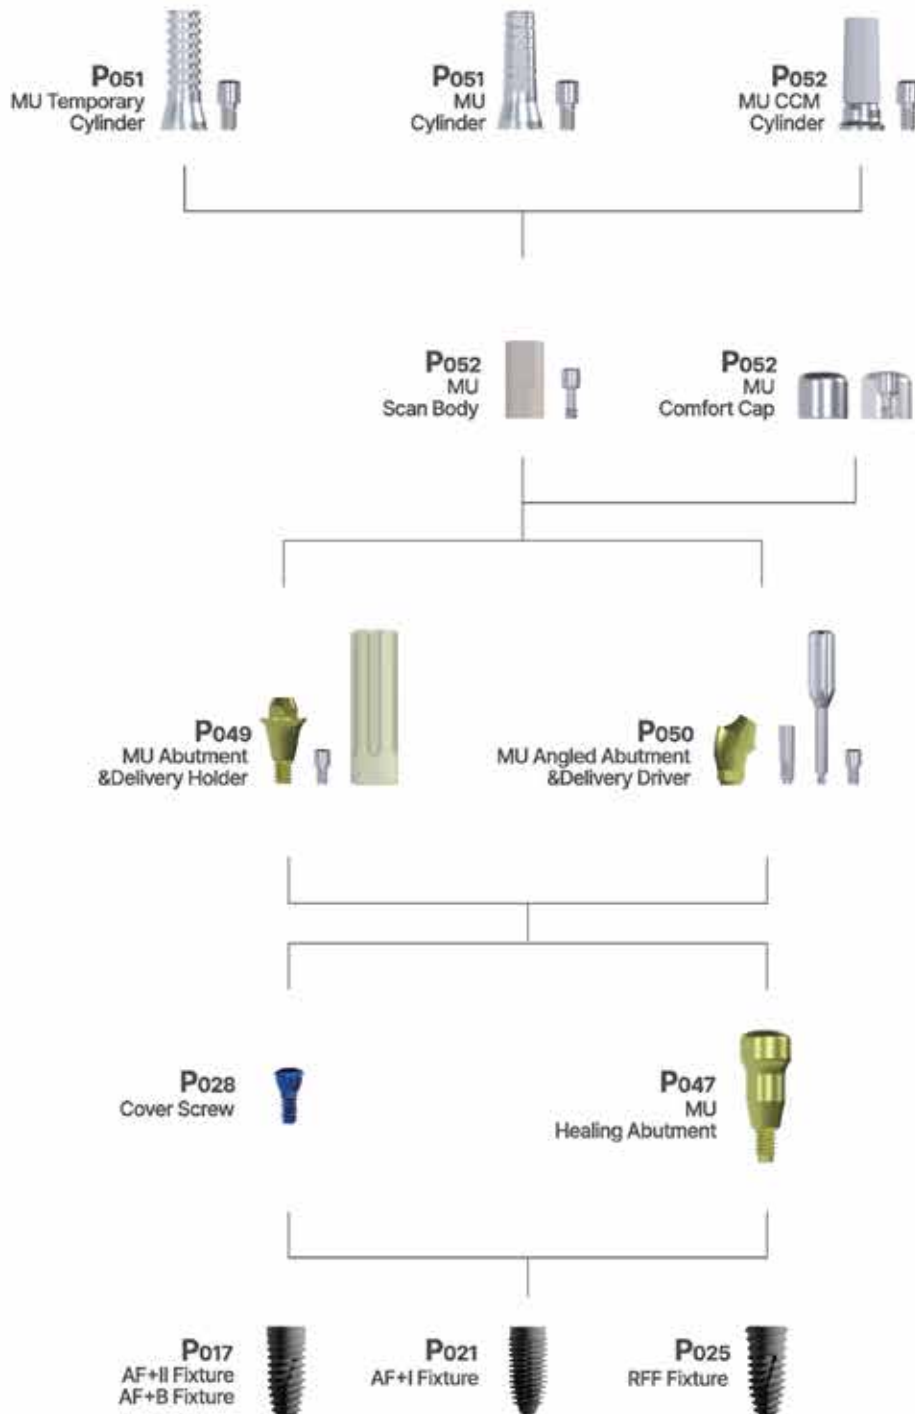 P051
MU Temporary
Cylinder
P051
MU
Cylinder
P052
MU CCM
Cylinder
P052
MU
Scan Body
P052
MU
Comfort Cap
P049
MU Abutment
&Delivery Holder
P050
MU Angled Abutment
&Delivery Driver
P028
Cover Screw
P047
MU
Healing Abutment
P017
AF+II Fixture
AF+B Fixture
P021
AF+I Fixture
P025
RFF Fixture